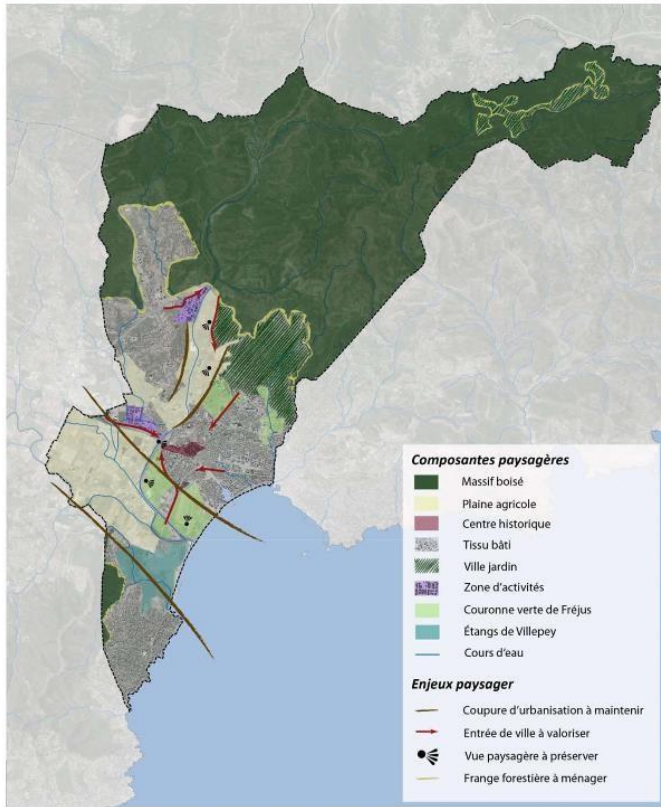 Composantes paysagères
Massif boisé
Plaine agricole
Centre historique
Tissu bâti
Ville jardin
Zone d'activités
Couronne verte de Fréjus
Étangs de Villepey
Cours d'eau
Enjeux paysager
Coupure d'urbanisation à maintenir
Entrée de ville à valoriser
Vue paysagère à préserver
Frange forestière à ménager